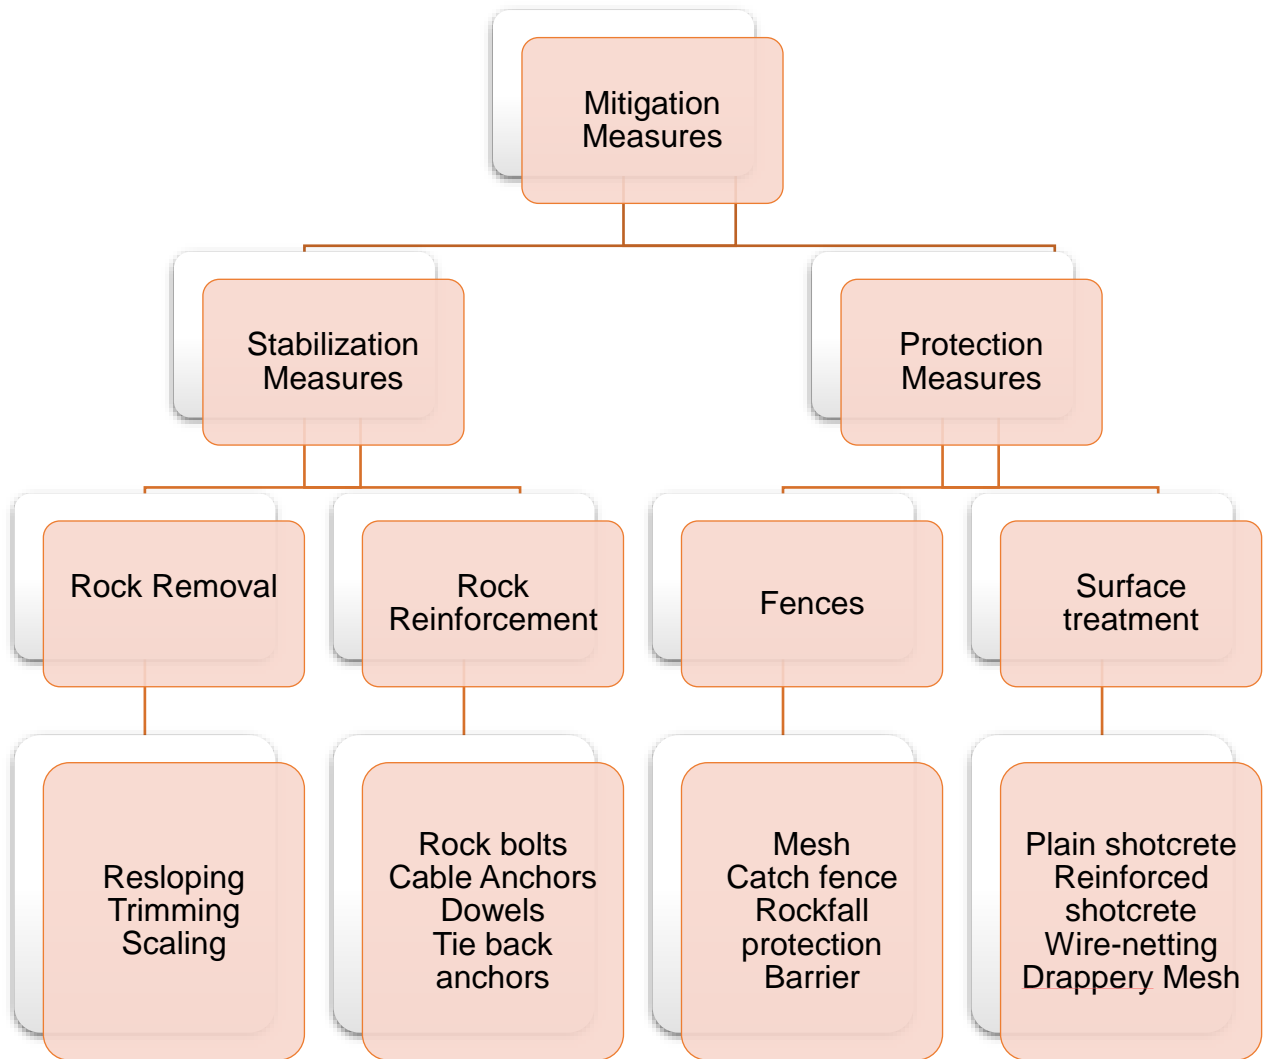 Mitigation
Measures
Stabilization
Measures
Protection
Measures
Rock Removal
Rock
Reinforcement
Fences
Surface
treatment
Resloping
Trimming
Scaling
Rock bolts
Cable Anchors
Dowels
Tie back
anchors
Mesh
Catch fence
Rockfall
protection
Barrier
Plain shotcrete
Reinforced
shotcrete
Wire-netting
Drappery Mesh